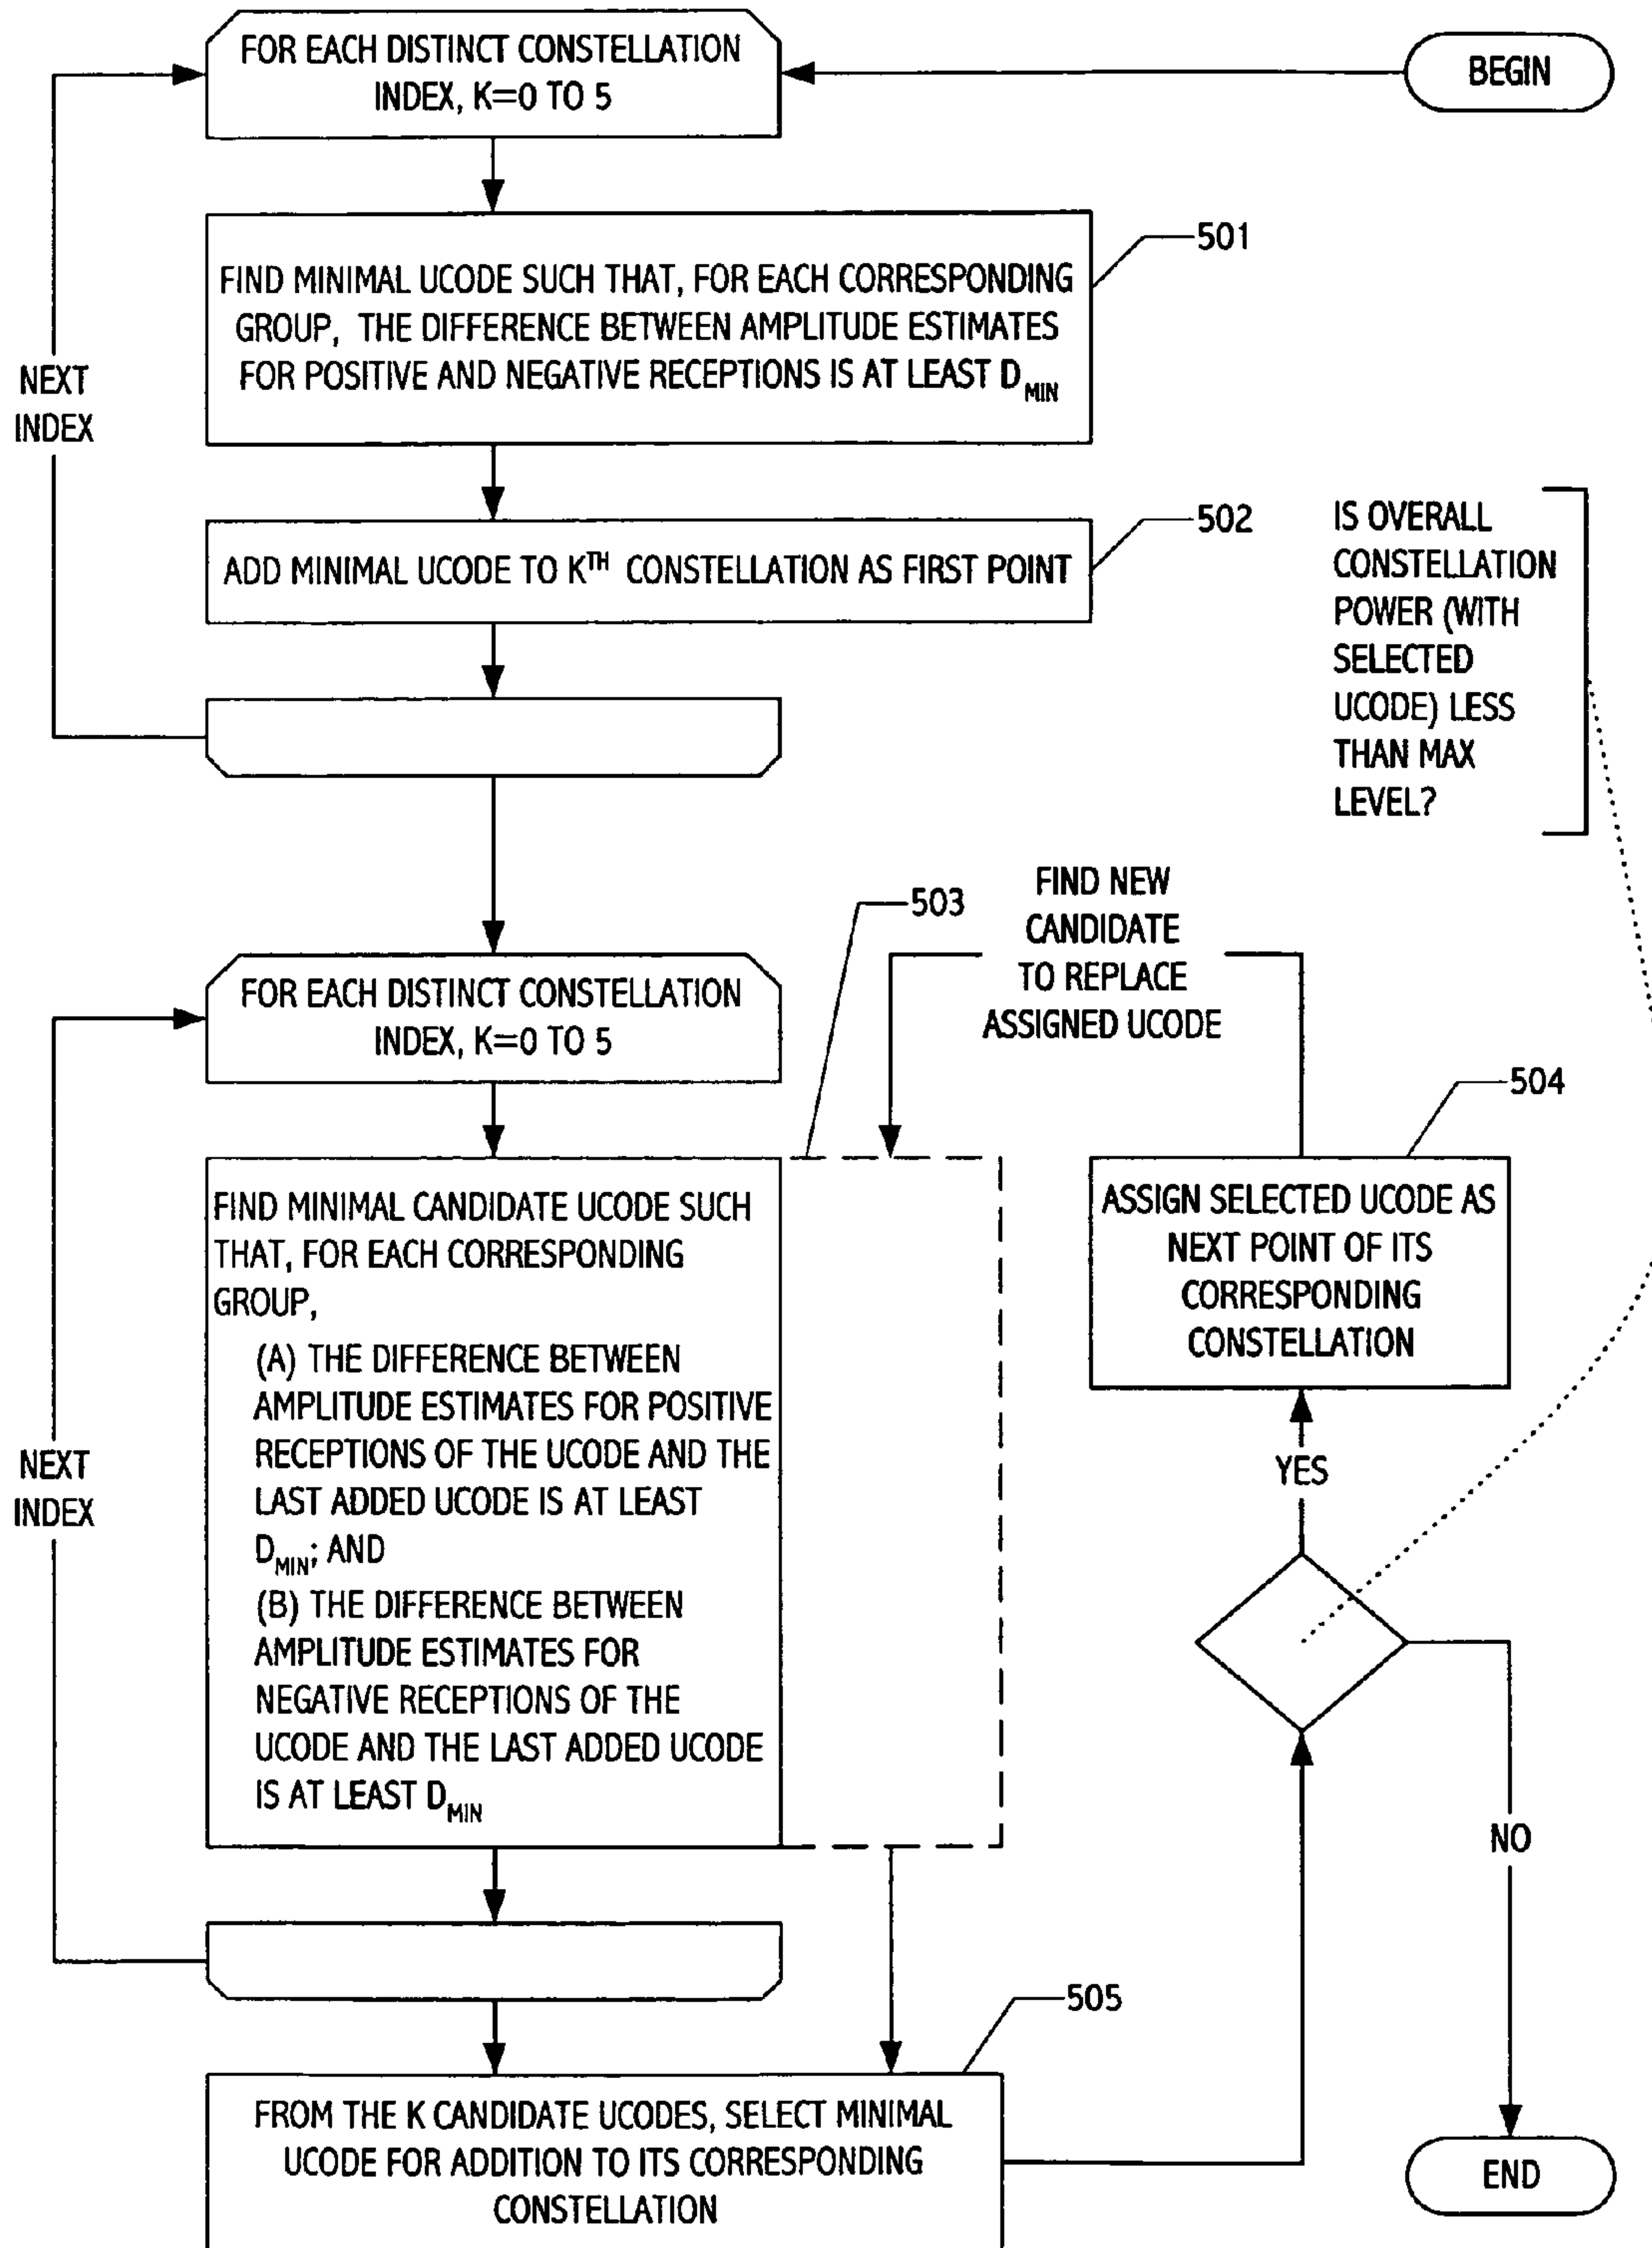 FOR EACH DISTINCT CONSTELLATION
INDEX, K=0 TO 5
BEGIN
501
FIND MINIMAL UCODE SUCH THAT, FOR EACH CORRESPONDING
GROUP, THE DIFFERENCE BETWEEN AMPLITUDE ESTIMATES
FOR POSITIVE AND NEGATIVE RECEPTIONS IS AT LEAST D_MIN
NEXT
INDEX
502
ADD MINIMAL UCODE TO K^TH CONSTELLATION AS FIRST POINT
IS OVERALL
CONSTELLATION
POWER (WITH
SELECTED
UCODE) LESS
THAN MAX
LEVEL?
FOR EACH DISTINCT CONSTELLATION
INDEX, K=0 TO 5
503
FIND NEW
CANDIDATE
TO REPLACE
ASSIGNED UCODE
504
FIND MINIMAL CANDIDATE UCODE SUCH
THAT, FOR EACH CORRESPONDING
GROUP,
(A) THE DIFFERENCE BETWEEN
AMPLITUDE ESTIMATES FOR POSITIVE
RECEPTIONS OF THE UCODE AND THE
LAST ADDED UCODE IS AT LEAST
D_MIN; AND
(B) THE DIFFERENCE BETWEEN
AMPLITUDE ESTIMATES FOR
NEGATIVE RECEPTIONS OF THE
UCODE AND THE LAST ADDED UCODE
IS AT LEAST D_MIN
ASSIGN SELECTED UCODE AS
NEXT POINT OF ITS
CORRESPONDING
CONSTELLATION
NEXT
INDEX
YES
NO
505
FROM THE K CANDIDATE UCODES, SELECT MINIMAL
UCODE FOR ADDITION TO ITS CORRESPONDING
CONSTELLATION
END